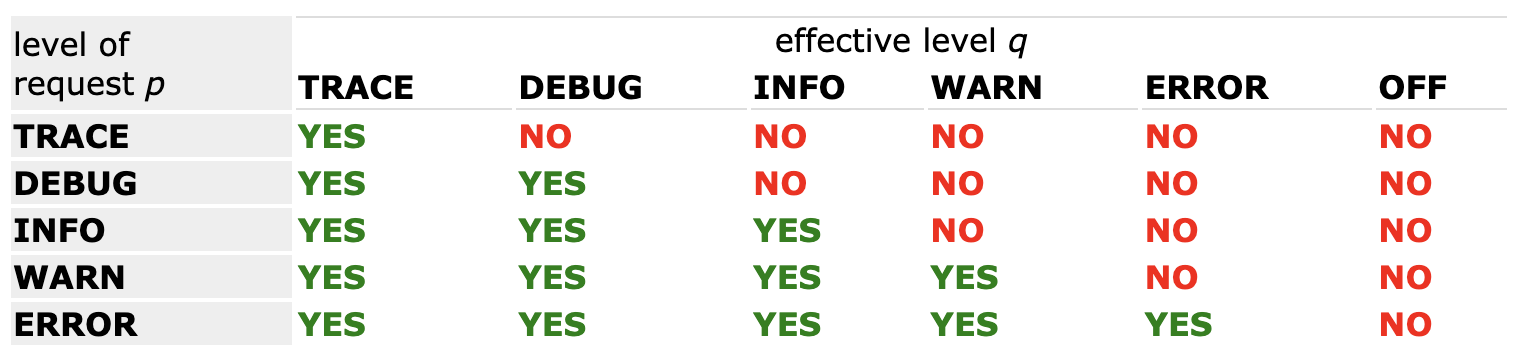 level of
request p
effective level q
TRACE DEBUG INFO WARN ERROR OFF
TRACE YES NO NO NO NO NO
DEBUG YES YES NO NO NO NO
INFO YES YES YES NO NO NO
WARN YES YES YES YES NO NO
ERROR YES YES YES YES YES NO